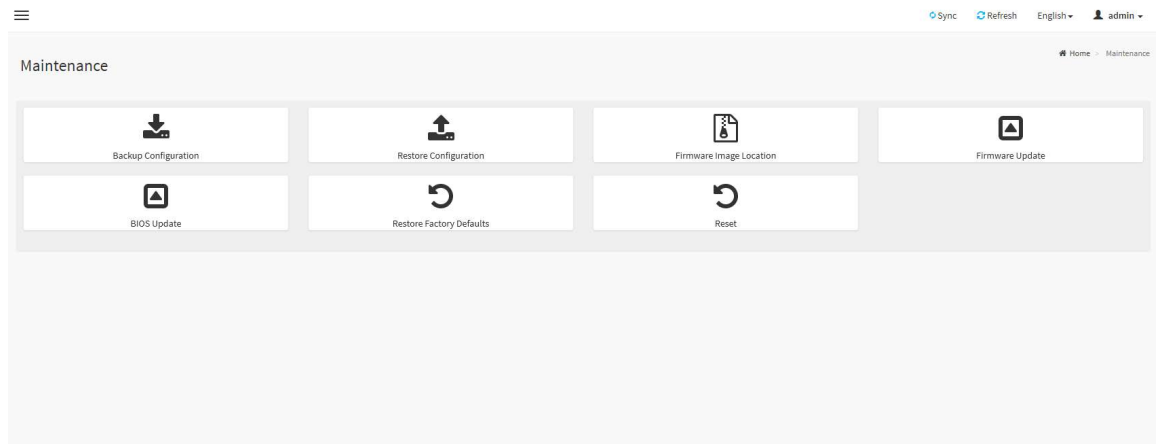 Sync Refresh English admin
Home > Maintenance
Maintenance
Backup Configuration Restore Configuration Firmware Image Location Firmware Update
BIOS Update Restore Factory Defaults Reset